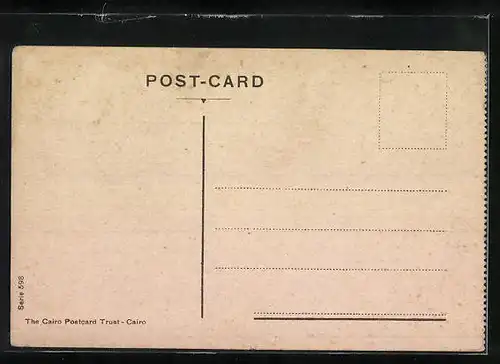 POST-CARD
Serie 598
The Cairo Postcard Trust - Cairo